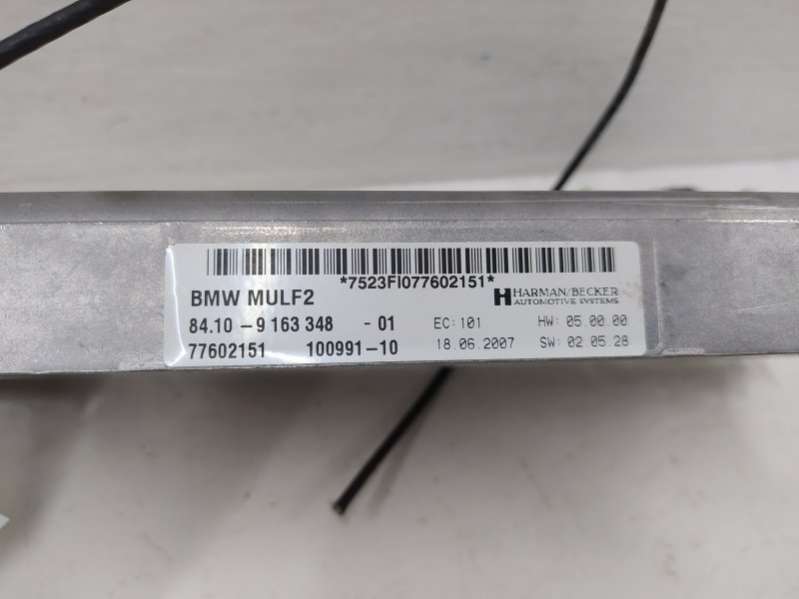 *7523FI077602151*
BMW MULF2
HARMAN/BECKER
AUTOMOTIVE SYSTEMS
84.10 - 9 163 348 - 01 EC: 101 HW: 05.00.00
77602151 100991-10 18.06.2007 SW: 02.05.28